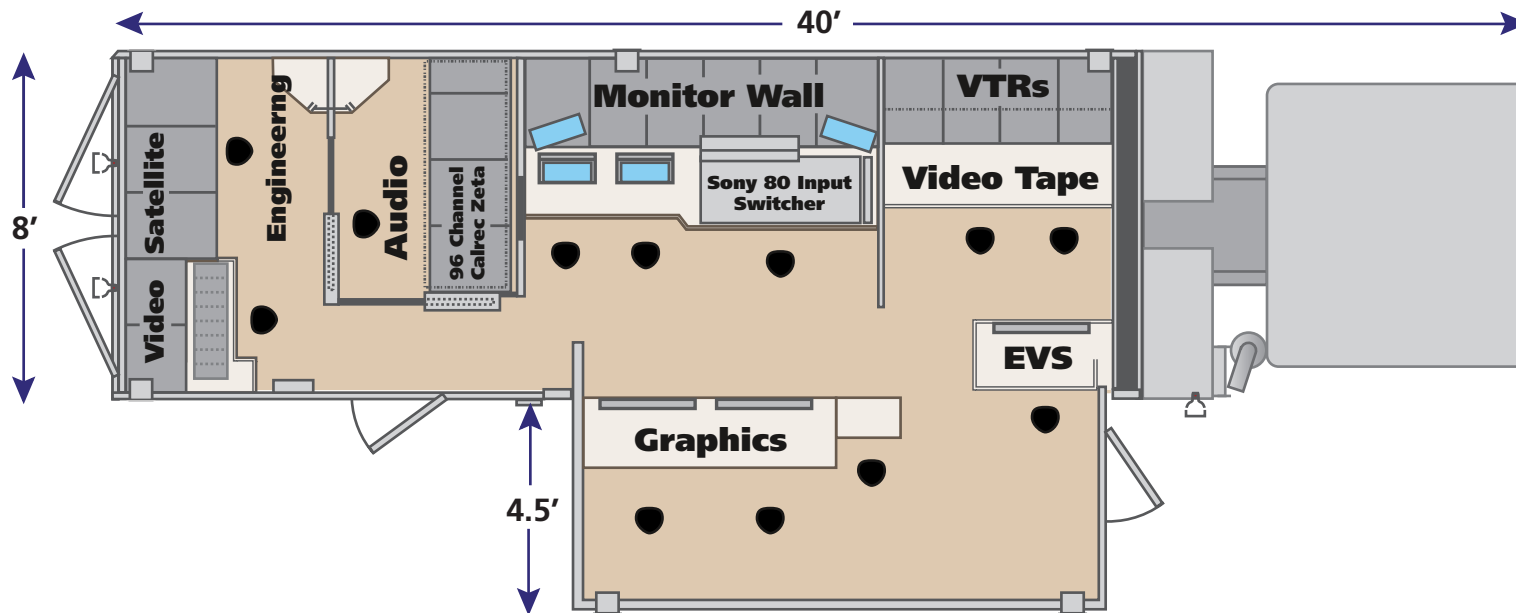 40’
8’
Satellite
Video
Engineerng
Audio
96 Channel
Calrec Zeta
Monitor Wall
Sony 80 Input
Switcher
VTRs
Video Tape
EVS
Graphics
4.5’